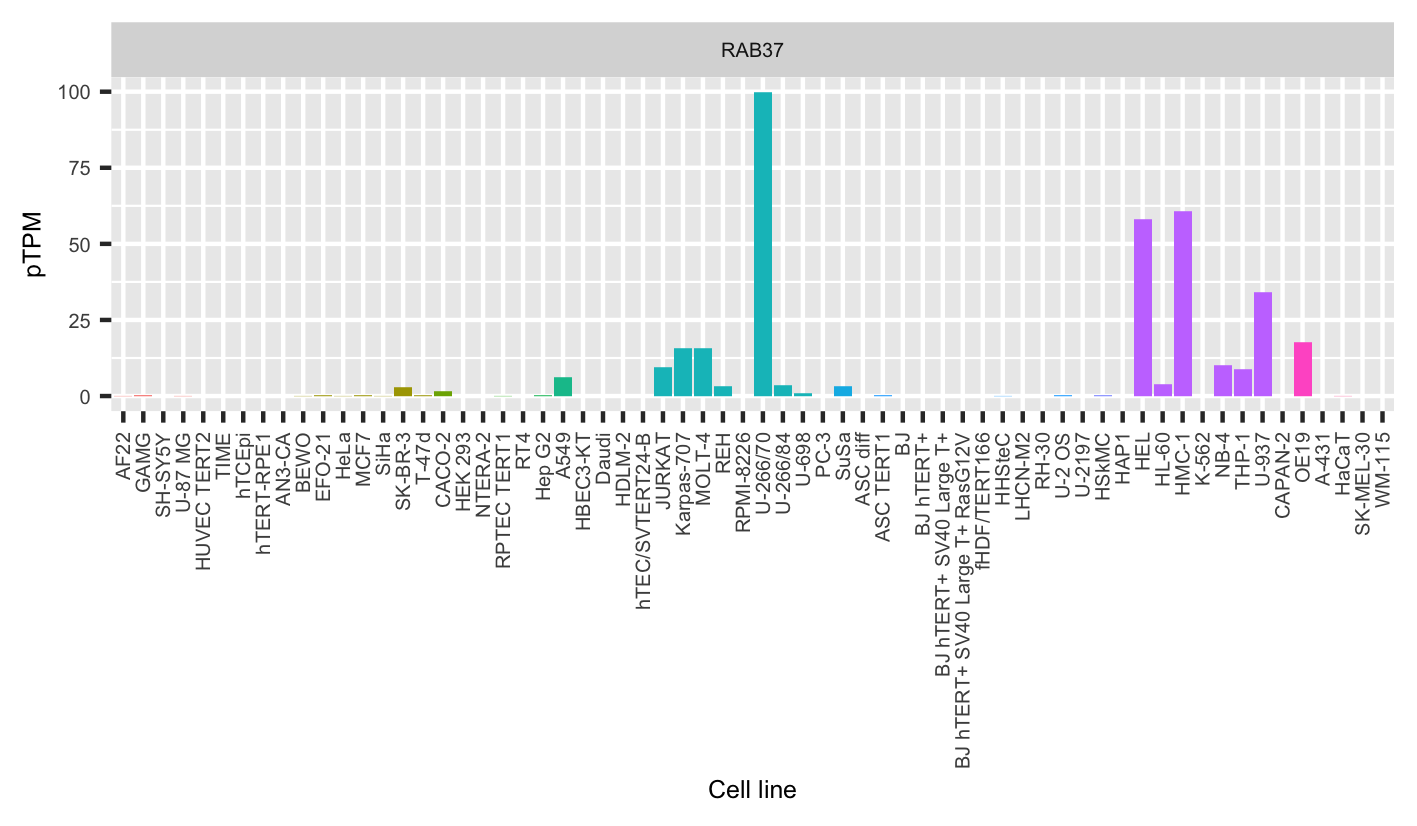 RAB37
100
75
50
25
0
pTPM
AF22
GAMG
SH-SY5Y
U-87 MG
HUVEC TERT2
TIME
hTCEpi
hTERT-RPE1
AN3-CA
BEWO
EFO-21
HeLa
MCF7
SiHa
SK-BR-3
T-47d
CACO-2
HEK 293
NTERA-2
RPTEC TERT1
RT4
Hep G2
A549
HBEC3-KT
Daudi
HDLM-2
hTEC/SVTERT24-B
JURKAT
Karpas-707
MOLT-4
REH
RPMI-8226
U-266/70
U-266/84
U-698
PC-3
SuSa
ASC diff
ASC TERT1
BJ
BJ hTERT+
BJ hTERT+ SV40 Large T+
BJ hTERT+ SV40 Large T+ RasG12V
fHDF/TERT166
HHSteC
LHCN-M2
RH-30
U-2 OS
U-2197
HSkMC
HAP1
HEL
HL-60
HMC-1
K-562
NB-4
THP-1
U-937
CAPAN-2
OE19
A-431
HaCaT
SK-MEL-30
WM-115
Cell line